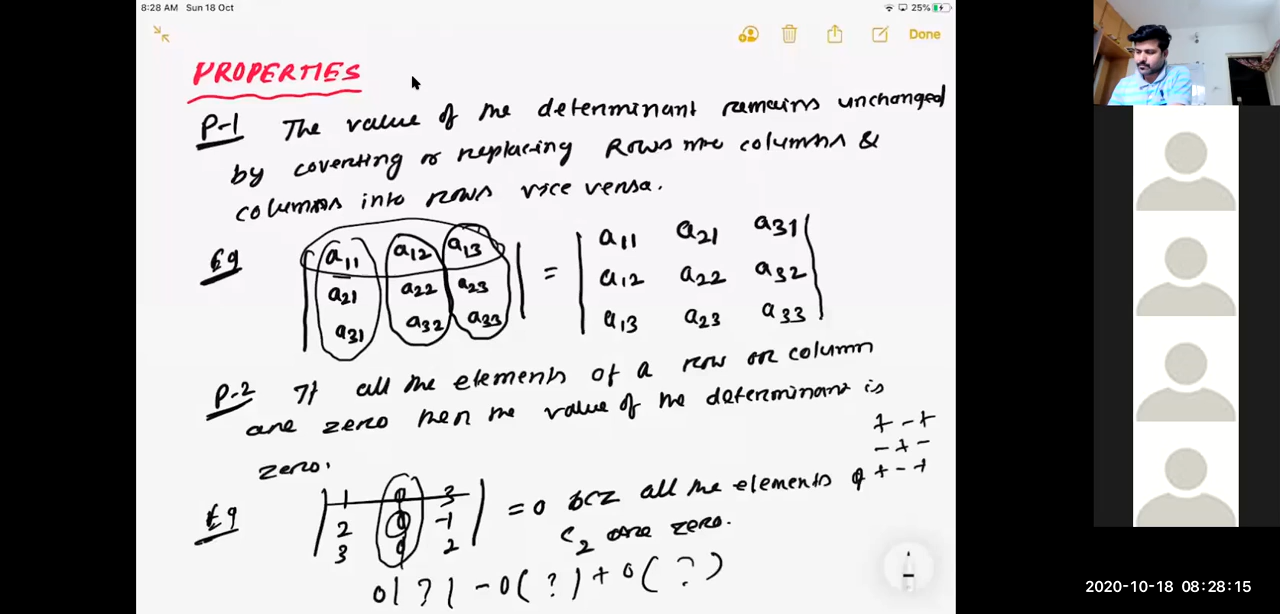 8:28 AM Sun 18 Oct 25%
Done
PROPERTIES
P-1 The value of the determinant remains unchanged
by coverting or replacing Rows into columns &
columns into rows vice versa.
Eg | a11 a12 a13 | = | a11 a21 a31 |
| a21 a22 a23 | | a12 a22 a32 |
| a31 a32 a33 | | a13 a23 a33 |
P-2 If all the elements of a row or column
are zero then the value of the determinant is
zero.
+ - +
- + -
+ - +
Eg | 1 0 3 | = 0 bcz all the elements of
| 2 0 -1 | C2 are zero.
| 3 0 2 |
0|?| - 0(?) + 0(?)
2020-10-18 08:28:15